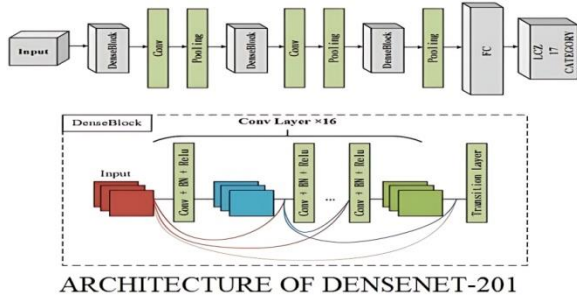 Input
DenseBlock
Conv
Pooling
DenseBlock
Conv
Pooling
DenseBlock
Pooling
FC
LCZ
17
CATEGORY
DenseBlock
Conv Layer ×16
Input
Conv + BN + Relu
Conv + BN + Relu
...
Conv + BN + Relu
Transition Layer
ARCHITECTURE OF DENSENET-201